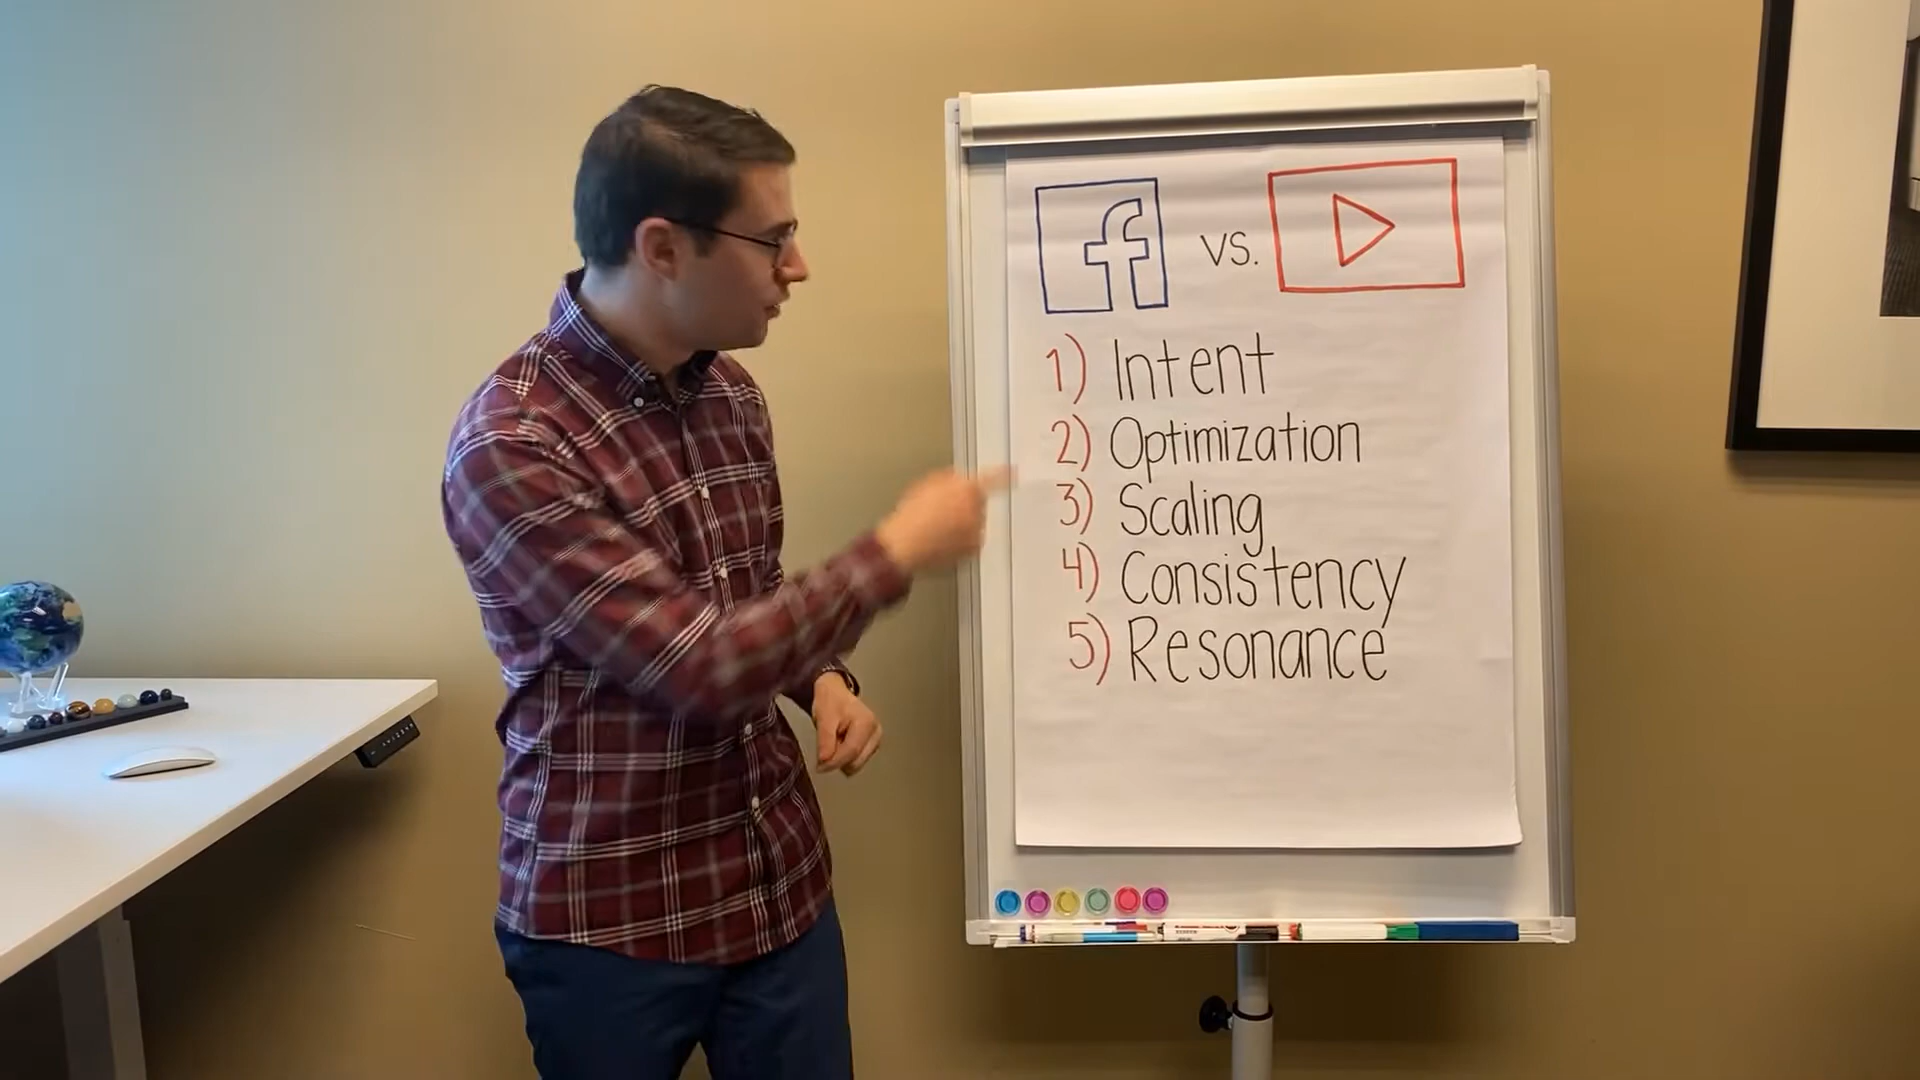 f vs.
1) Intent
2) Optimization
3) Scaling
4) Consistency
5) Resonance